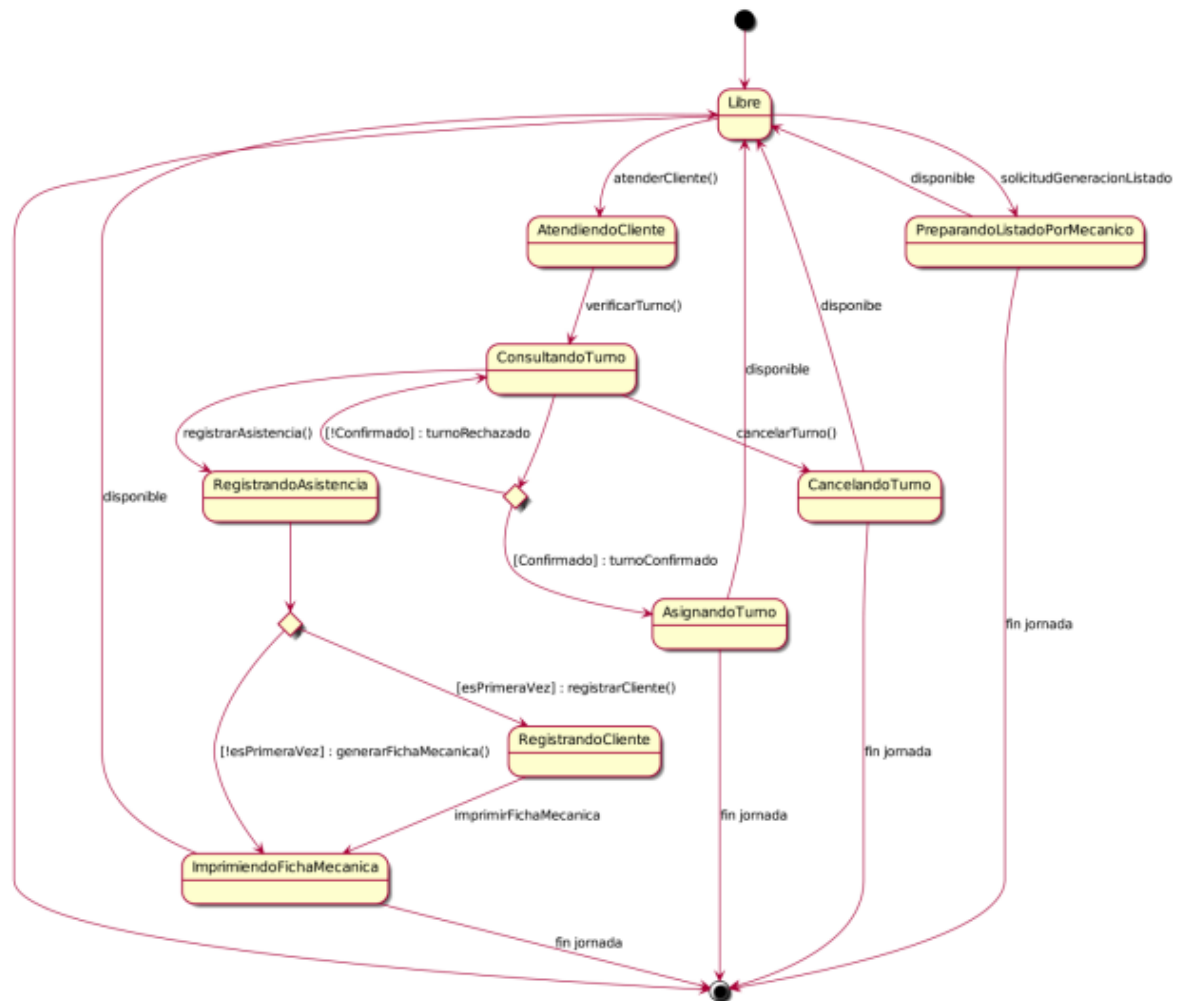 Libre
atenderCliente()
disponible
solicitudGeneracionListado
AtendiendoCliente
PreparandoListadoPorMecanico
verificarTurno()
disponibe
ConsultandoTurno
disponible
registrarAsistencia()
[!Confirmado] : turnoRechazado
cancelarTurno()
RegistrandoAsistencia
CancelandoTurno
disponible
[Confirmado] : turnoConfirmado
AsignandoTurno
fin jornada
[esPrimeraVez] : registrarCliente()
RegistrandoCliente
[!esPrimeraVez] : generarFichaMecanica()
fin jornada
imprimirFichaMecanica
fin jornada
ImprimiendoFichaMecanica
fin jornada